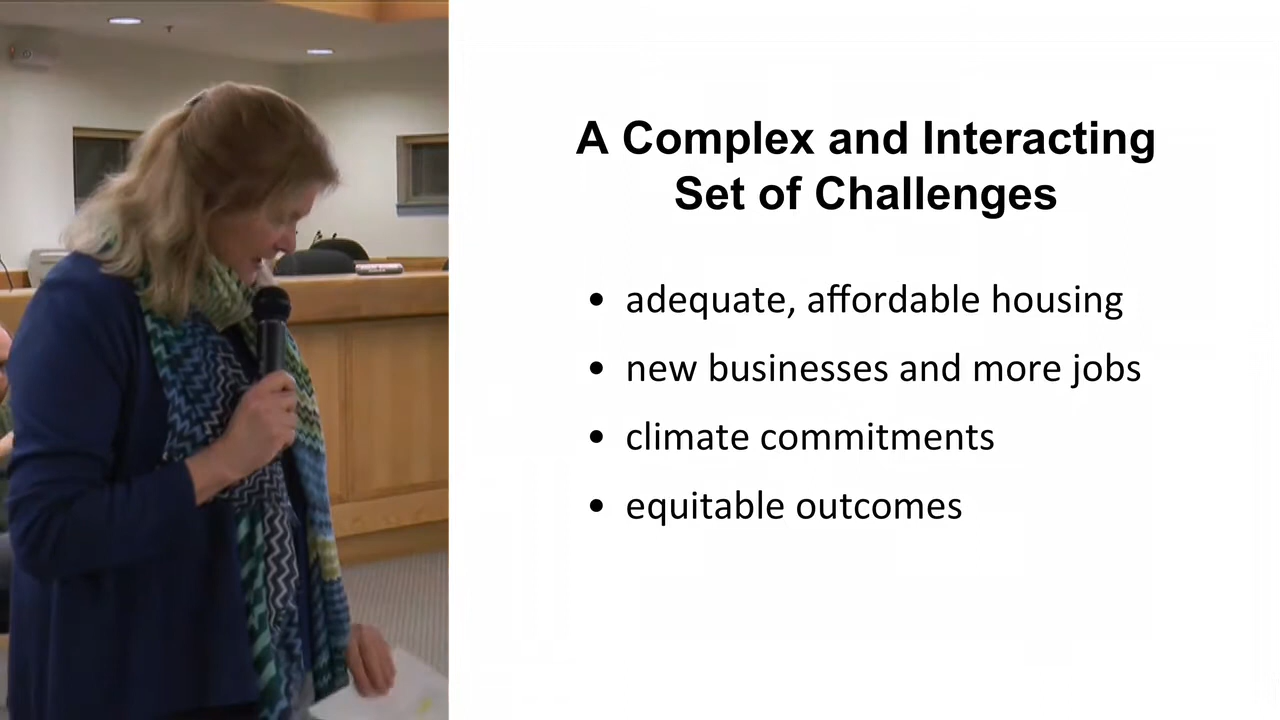 A Complex and Interacting
Set of Challenges
• adequate, affordable housing
• new businesses and more jobs
• climate commitments
• equitable outcomes